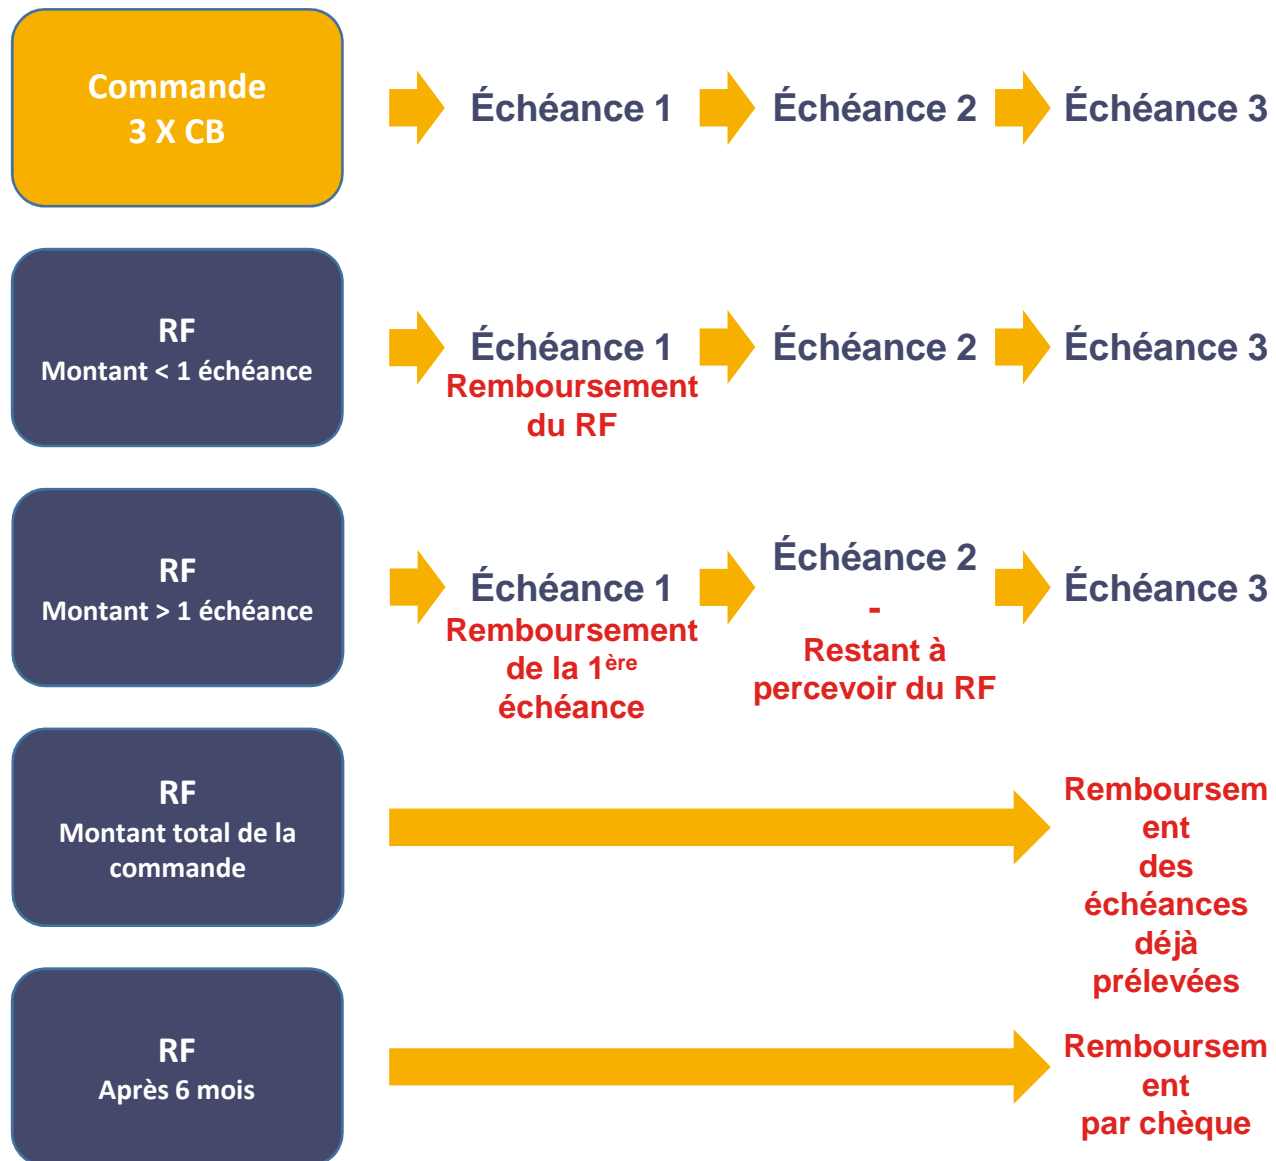 Commande
3 X CB
Échéance 1
Échéance 2
Échéance 3
RF
Montant < 1 échéance
Échéance 1
Remboursement
du RF
Échéance 2
Échéance 3
RF
Montant > 1 échéance
Échéance 1
Remboursement
de la 1ère
échéance
Échéance 2
-
Restant à
percevoir du RF
Échéance 3
RF
Montant total de la
commande
Remboursem
ent
des
échéances
déjà
prélevées
RF
Après 6 mois
Remboursem
ent
par chèque